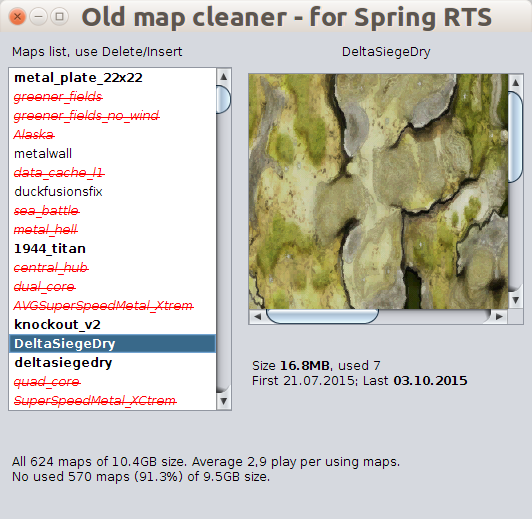 Old map cleaner - for Spring RTS
Maps list, use Delete/Insert
metal_plate_22x22
greener_fields
greener_fields_no_wind
Alaska
metalwall
data_cache_l1
duckfusionsfix
sea_battle
metal_hell
1944_titan
central_hub
dual_core
AVGSuperSpeedMetal_Xtrem
knockout_v2
DeltaSiegeDry
deltasiegedry
quad_core
SuperSpeedMetal_XCtrem
DeltaSiegeDry
Size 16.8MB, used 7
First 21.07.2015; Last 03.10.2015
All 624 maps of 10.4GB size. Average 2,9 play per using maps.
No used 570 maps (91.3%) of 9.5GB size.